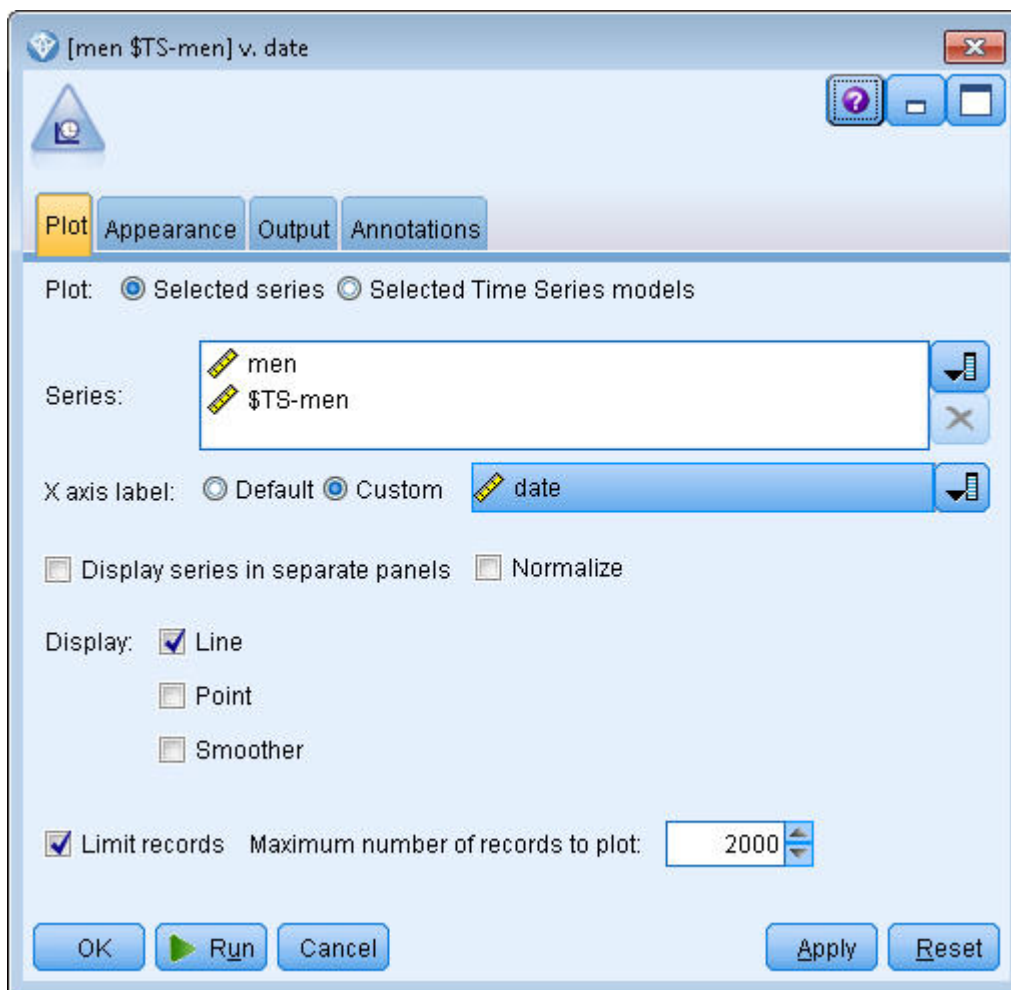 [men $TS-men] v. date
?
Plot Appearance Output Annotations
Plot: Selected series Selected Time Series models
Series:
men
$TS-men
X axis label: Default Custom date
Display series in separate panels Normalize
Display: Line
Point
Smoother
Limit records Maximum number of records to plot: 2000
OK Run Cancel Apply Reset